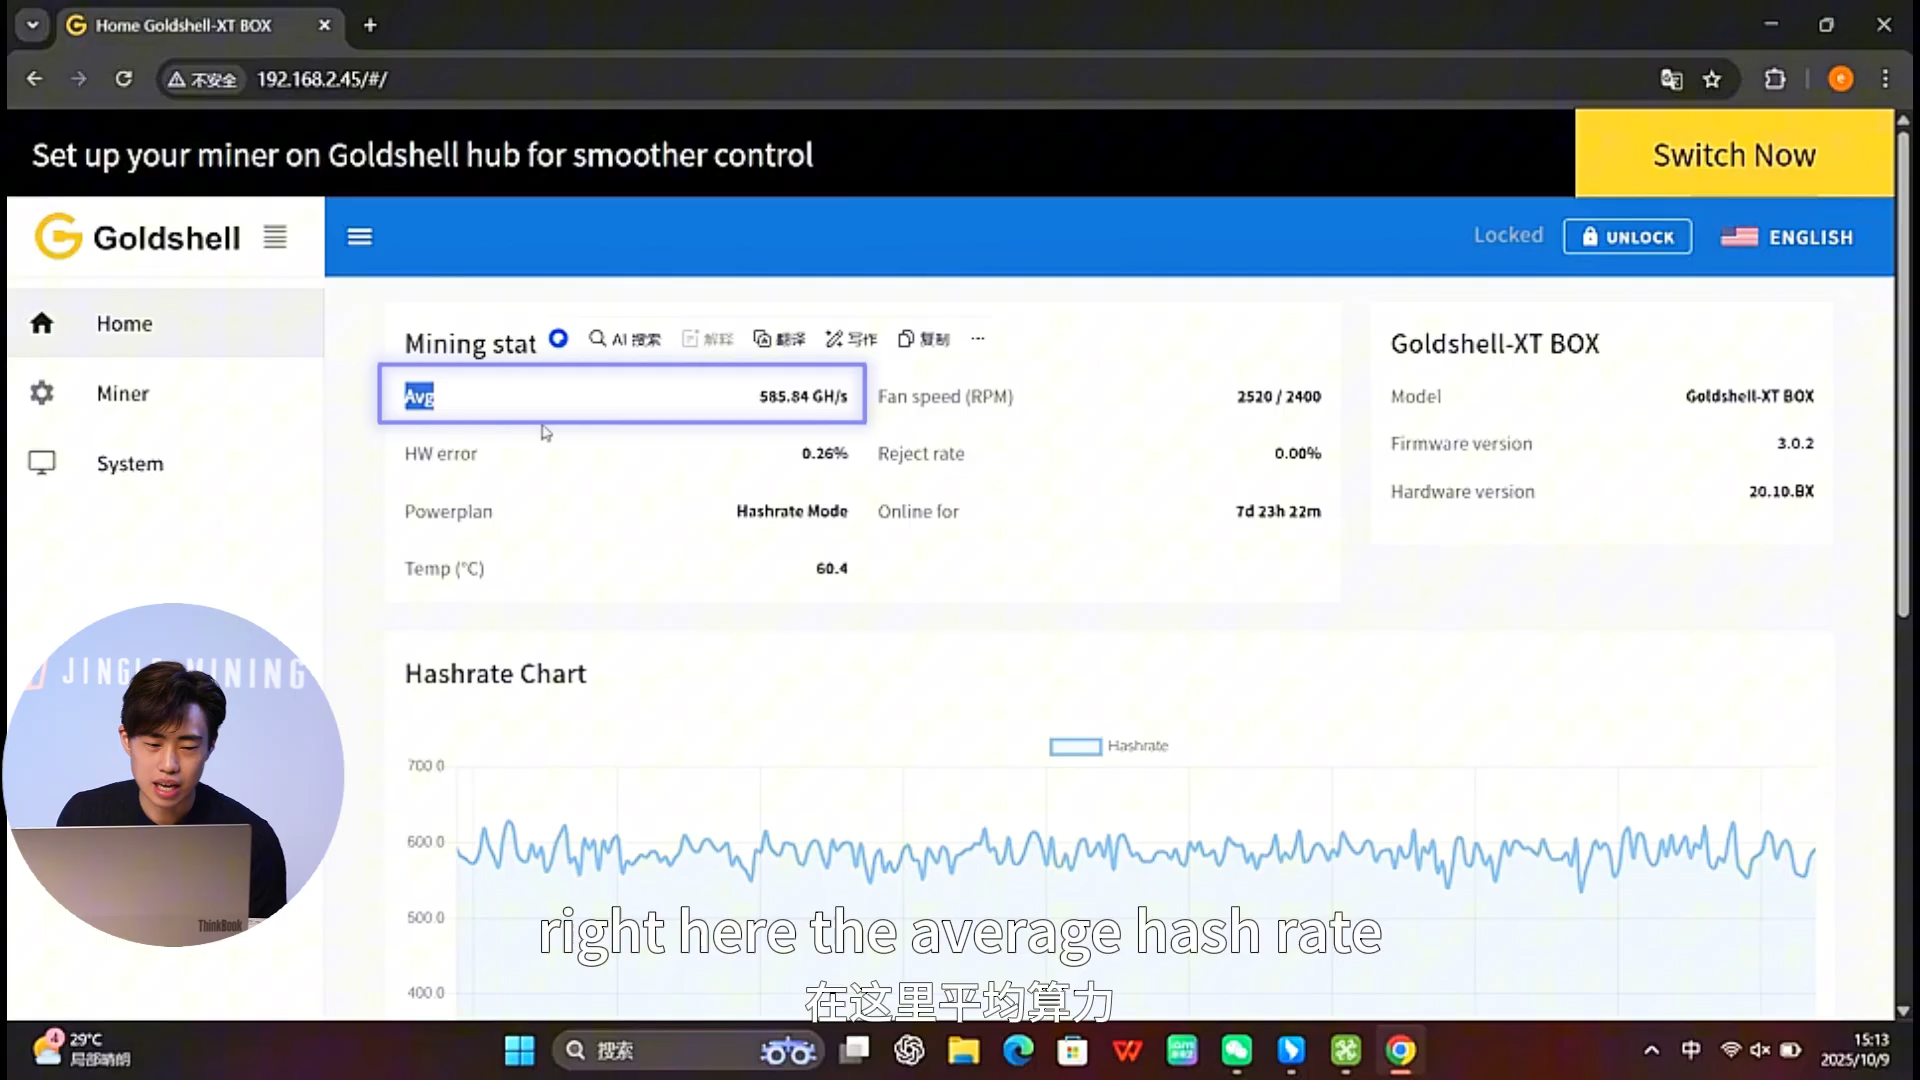 Home Goldshell-XT BOX
不安全
192.168.2.45/#/
Set up your miner on Goldshell hub for smoother control
Switch Now
Goldshell
Locked
UNLOCK
ENGLISH
Home
Miner
System
Mining stat
AI 搜索
解释
翻译
写作
复制
Avg
585.84 GH/s
Fan speed (RPM)
2520 / 2400
HW error
0.26%
Reject rate
0.00%
Powerplan
Hashrate Mode
Online for
7d 23h 22m
Temp (°C)
60.4
Goldshell-XT BOX
Model
Goldshell-XT BOX
Firmware version
3.0.2
Hardware version
20.10.BX
Hashrate Chart
Hashrate
700.0
600.0
500.0
400.0
MINING
ThinkBook
right here the average hash rate
在这里平均算力
29°C
局部晴朗
搜索
中
15:13
2025/10/9